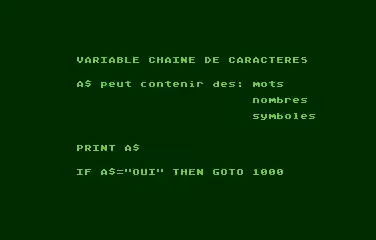 VARIABLE CHAINE DE CARACTERES
A$ peut contenir des: mots
nombres
symboles
PRINT A$
IF A$="OUI" THEN GOTO 1000